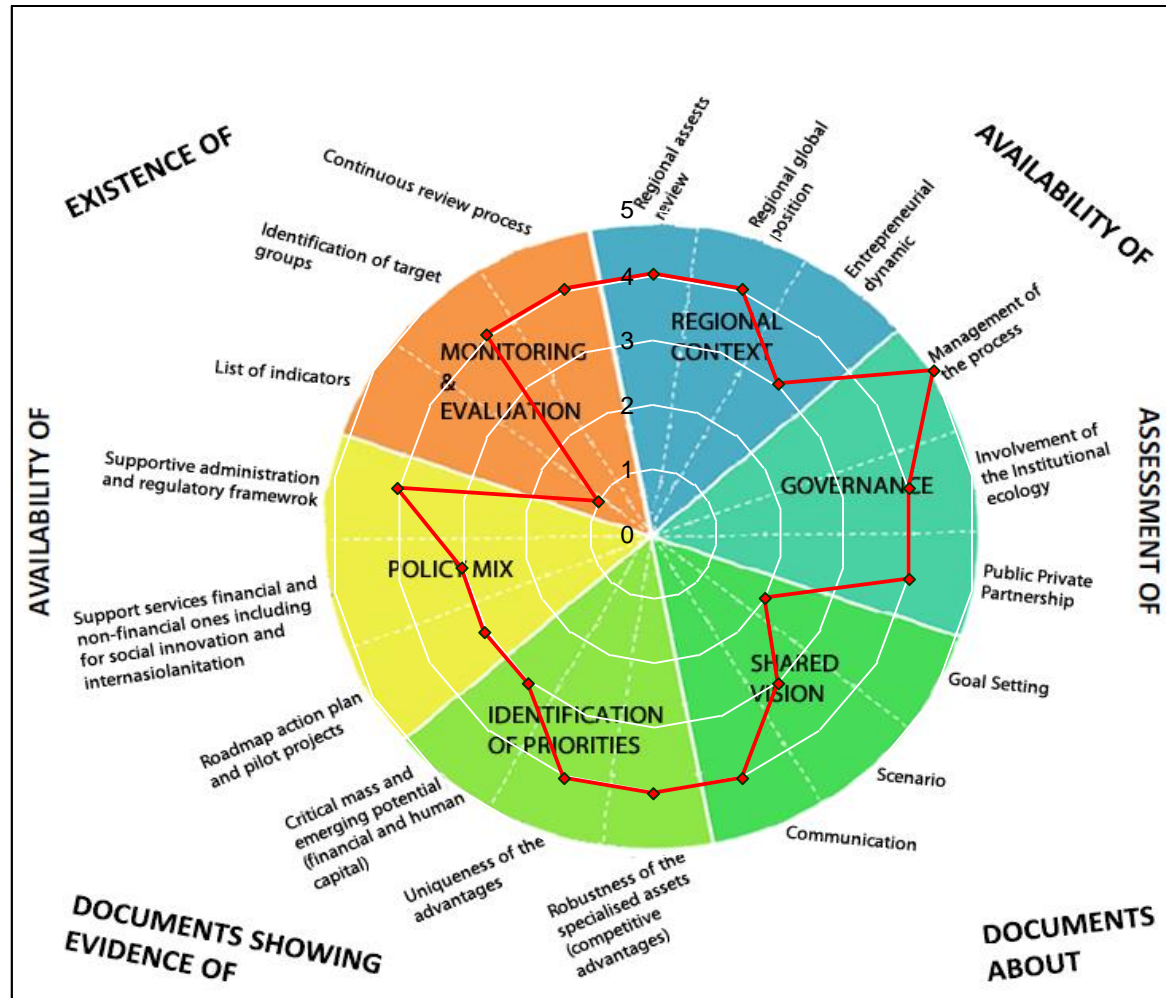 EXISTENCE OF
Continuous review process
Identification of target
groups
List of indicators
AVAILABILITY OF
Supportive administration
and regulatory framewrok
Support services financial and
non-financial ones including
for social innovation and
internasiolanitation
Roadmap action plan
and pilot projects
Critical mass and
emerging potential
(financial and human
capital)
DOCUMENTS SHOWING
EVIDENCE OF
Uniqueness of the
advantages
Robustness of the
specialised assets
(competitive
advantages)
Regional assests
review
Regional global
position
Entrepreneurial
dynamic
AVAILABILITY OF
Management of
the process
Involvement of
the Institutional
ecology
Public Private
Partnership
ASSESSMENT OF
Goal Setting
Scenario
Communication
DOCUMENTS
ABOUT
5
4
3
2
1
0
REGIONAL
CONTEXT
MONITORING
&
EVALUATION
GOVERNANCE
POLICY MIX
SHARED
VISION
IDENTIFICATION
OF PRIORITIES